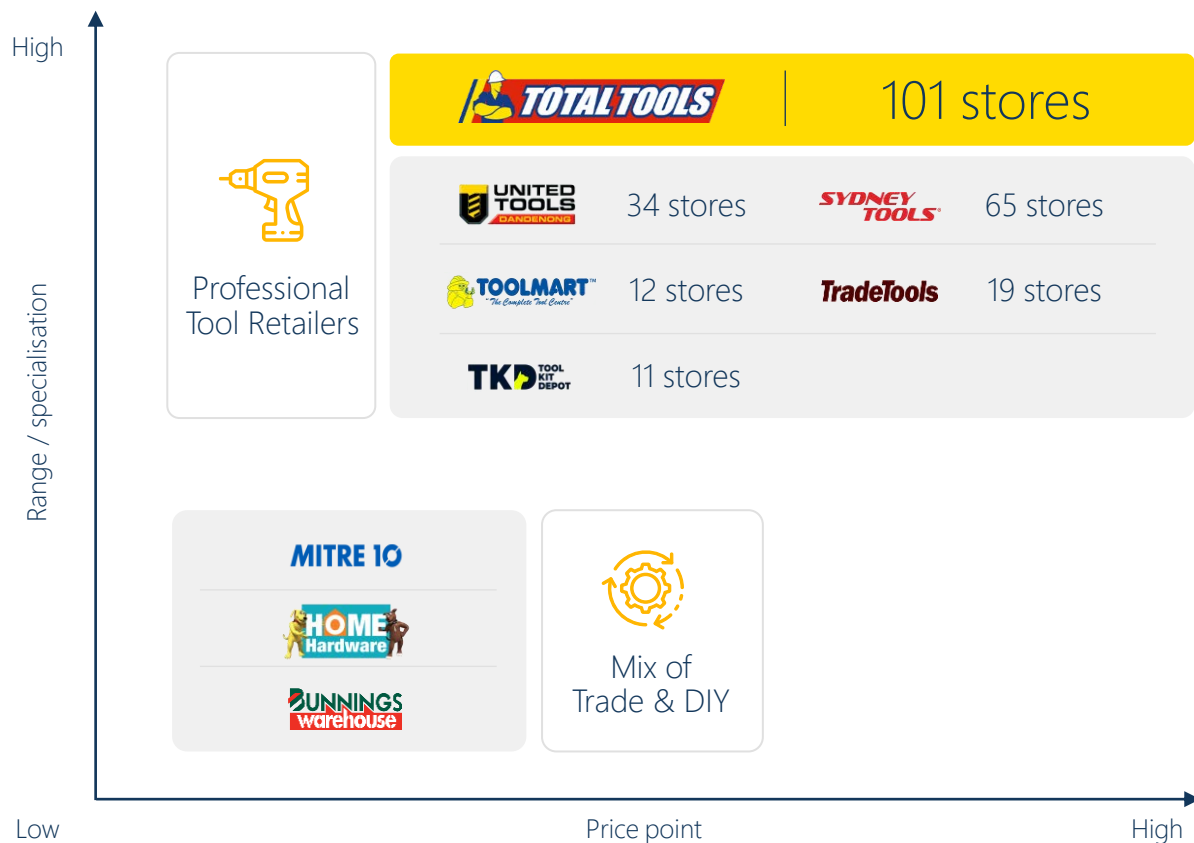 High
TOTAL TOOLS
101 stores
UNITED
TOOLS
DANDENONG
34 stores
SYDNEY
TOOLS®
65 stores
Professional
Tool Retailers
TOOLMART™
"The Complete Tool Centre"
12 stores
TradeTools
19 stores
TKD TOOL
KIT
DEPOT
11 stores
Range / specialisation
MITRE 10
HOME
Hardware
BUNNINGS
warehouse
Mix of
Trade & DIY
Low
Price point
High